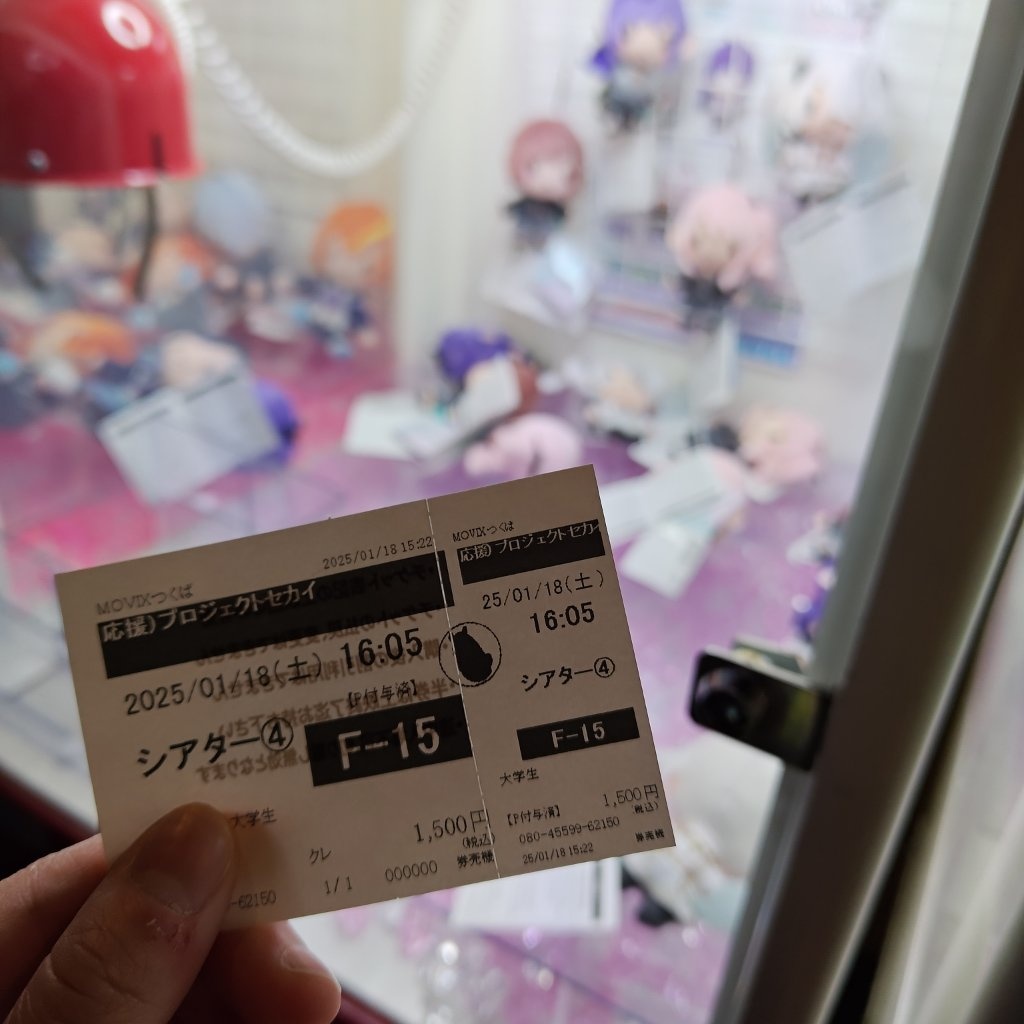 2025/01/18 15:22
MOVIXつくば
応援)プロジェクトセカイ
2025/01/18(土) 16:05
【P付与済】
シアター④ F-15
大学生
1,500円
(税込)
クレ
-62150 1/1 000000 券売機
MOVIXつくば
応援)プロジェクトセカイ
25/01/18(土)
16:05
シアター④
F-15
大学生
1,500円
【P付与済】 (税込)
080-45599-62150
25/01/18 15:22 券売機